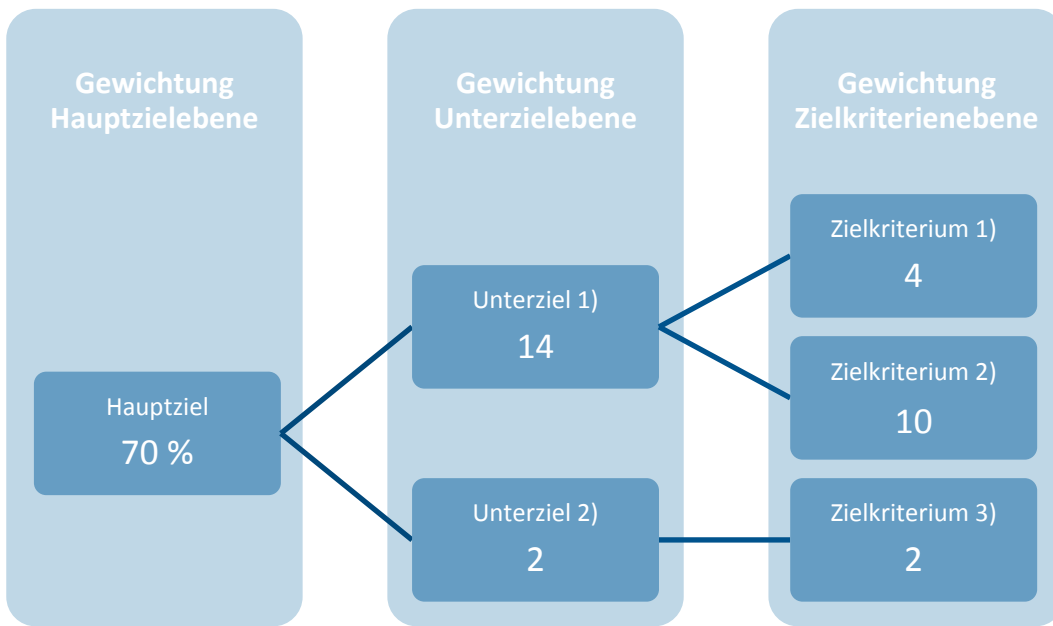 Gewichtung
Hauptzielebene
Gewichtung
Unterzielebene
Gewichtung
Zielkriterienebene
Hauptziel
70 %
Unterziel 1)
14
Unterziel 2)
2
Zielkriterium 1)
4
Zielkriterium 2)
10
Zielkriterium 3)
2